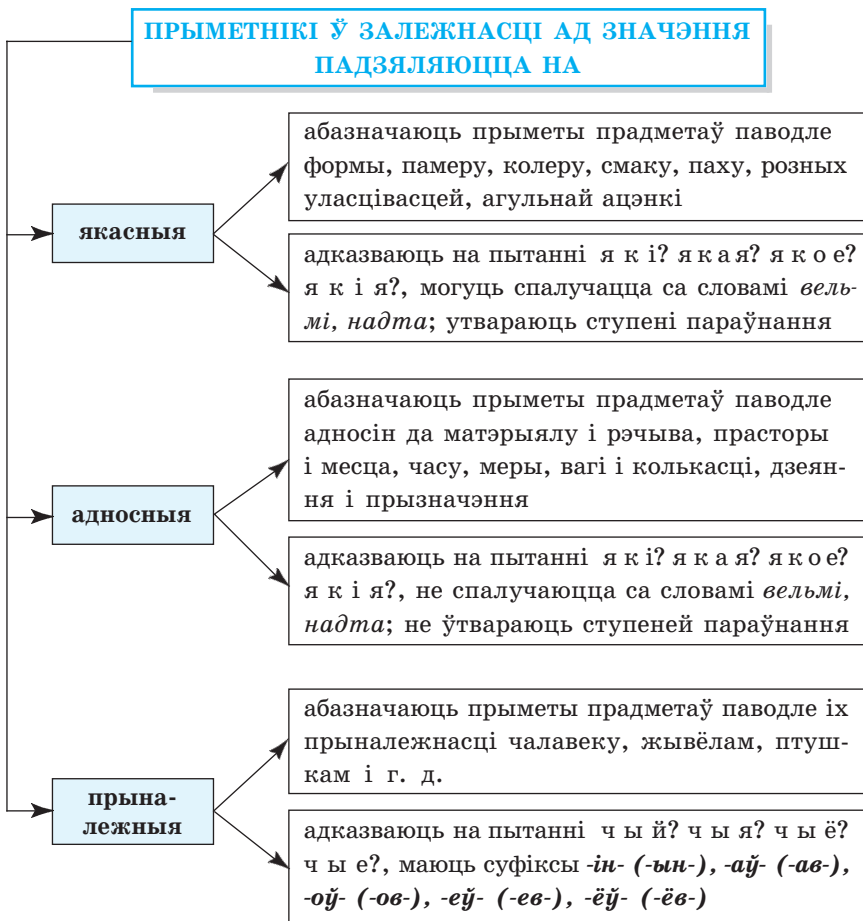 ПРЫМЕТНІКІ Ў ЗАЛЕЖНАСЦІ АД ЗНАЧЭННЯ
ПАДЗЯЛЯЮЦЦА НА
якасныя
абазначаюць прыметы прадметаў паводле
формы, памеру, колеру, смаку, паху, розных
уласцівасцей, агульнай ацэнкі
адказваюць на пытанні я к і? я к а я? я к о е?
я к і я?, могуць спалучацца са словамі вель-
мі, надта; утвараюць ступені параўнання
адносныя
абазначаюць прыметы прадметаў паводле
адносін да матэрыялу і рэчыва, прасторы
і месца, часу, меры, вагі і колькасці, дзеян-
ня і прызначэння
адказваюць на пытанні я к і? я к а я? я к о е?
я к і я?, не спалучаюцца са словамі вельмі,
надта; не ўтвараюць ступеней параўнання
прына-
лежныя
абазначаюць прыметы прадметаў паводле іх
прыналежнасці чалавеку, жывёлам, птуш-
кам і г. д.
адказваюць на пытанні ч ы й? ч ы я? ч ы ё?
ч ы е?, маюць суфіксы -ін- (-ын-), -аў- (-ав-),
-оў- (-ов-), -еў- (-ев-), -ёў- (-ёв-)